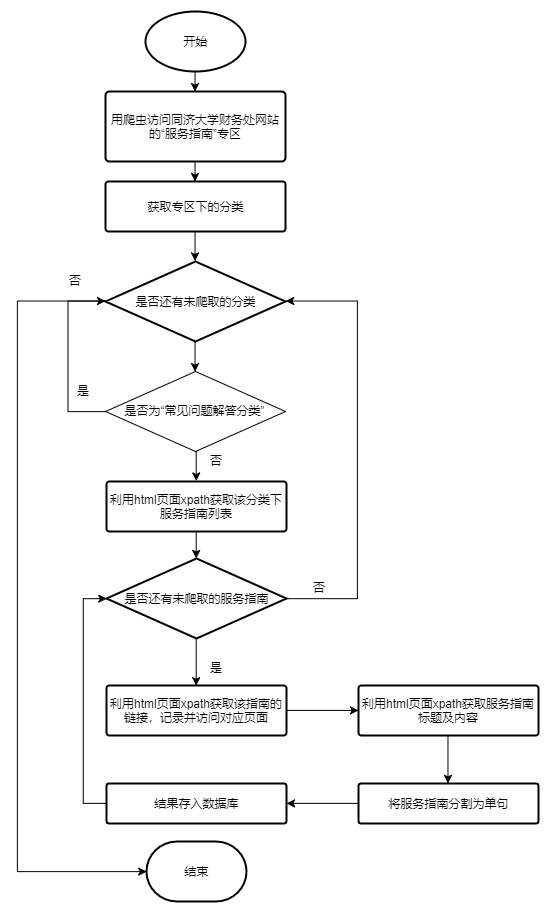 开始
用爬虫访问同济大学财务处网站
的“服务指南”专区
获取专区下的分类
否
是否还有未爬取的分类
是
是否为“常见问题解答分类”
否
利用html页面xpath获取该分类下
服务指南列表
是否还有未爬取的服务指南
否
是
利用html页面xpath获取该指南的
链接，记录并访问对应页面
利用html页面xpath获取服务指南
标题及内容
结果存入数据库
将服务指南分割为单句
结束